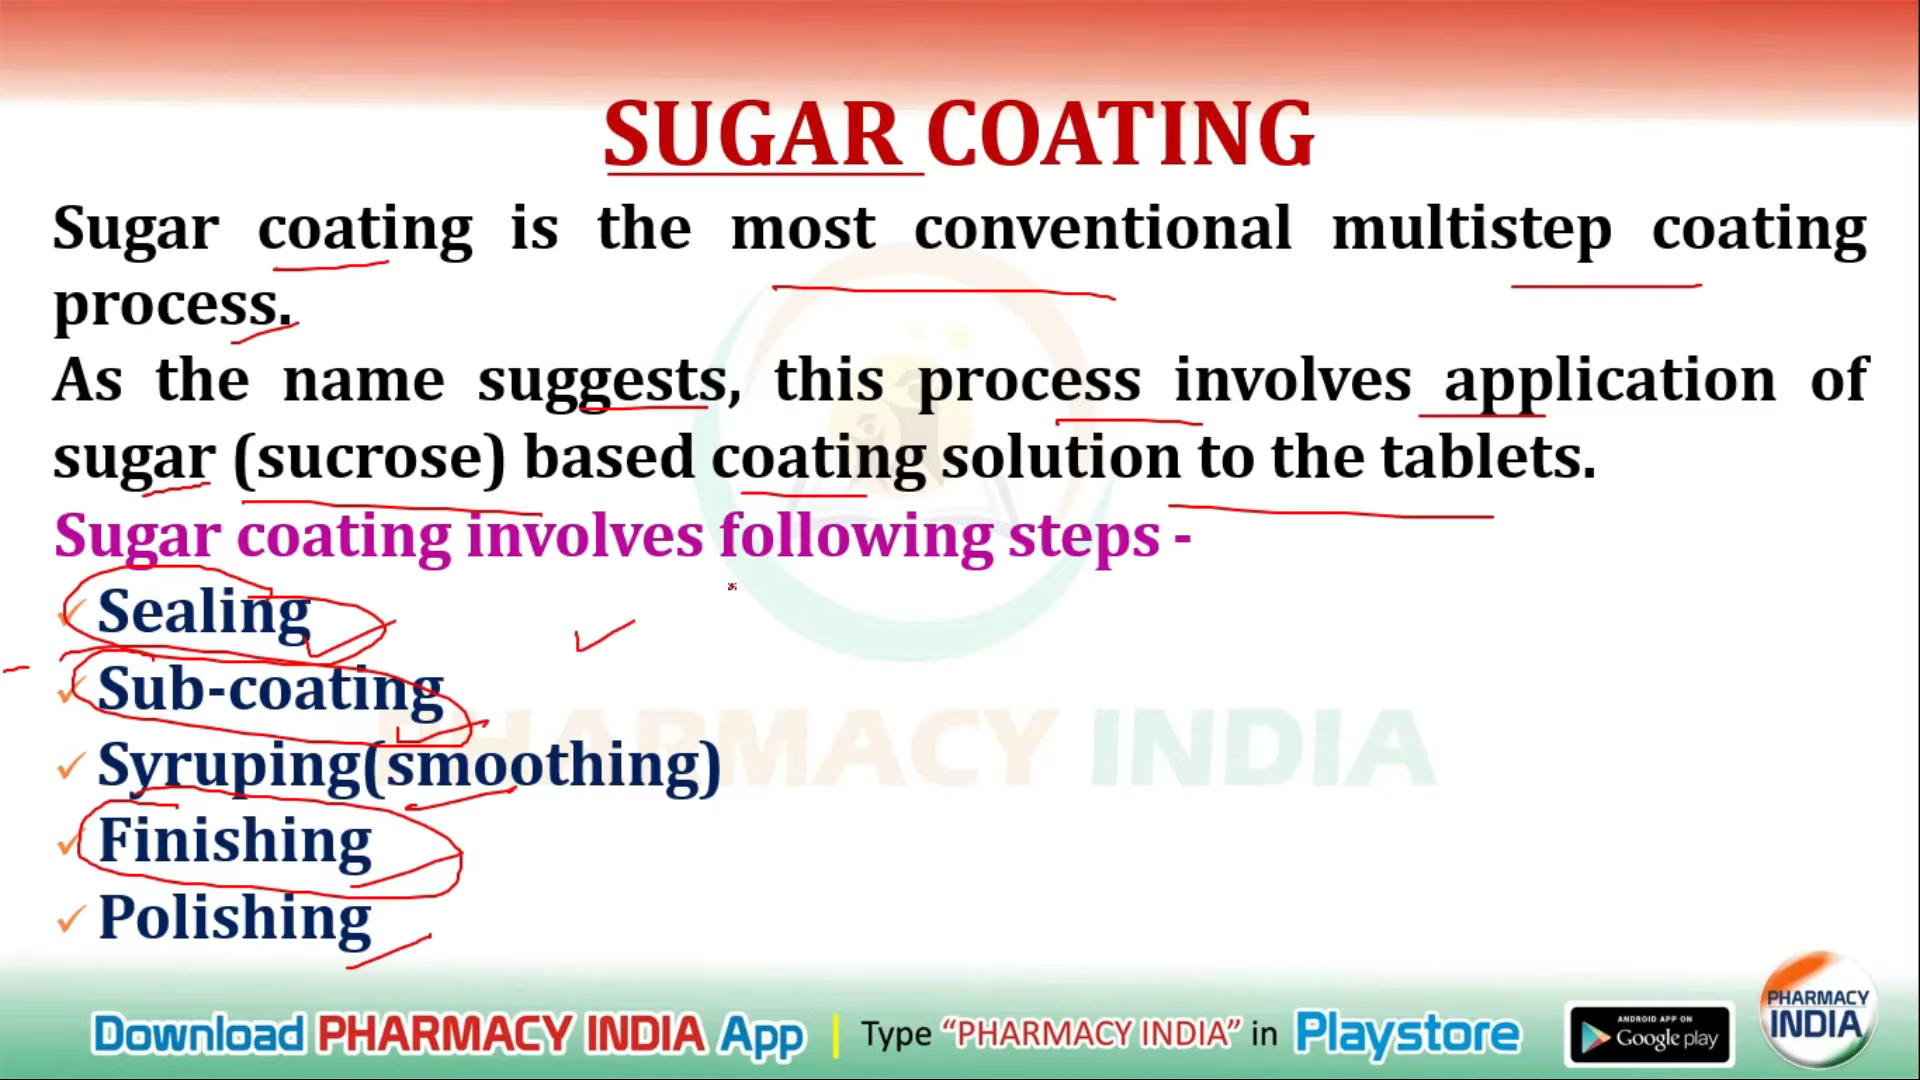 SUGAR COATING
Sugar coating is the most conventional multistep coating
process.
As the name suggests, this process involves application of
sugar (sucrose) based coating solution to the tablets.
Sugar coating involves following steps -
✓ Sealing
✓ Sub-coating
✓ Syruping(smoothing)
✓ Finishing
✓ Polishing
PHARMACY INDIA
Download PHARMACY INDIA App | Type “PHARMACY INDIA” in Playstore
ANDROID APP ON
Google play
PHARMACY
INDIA